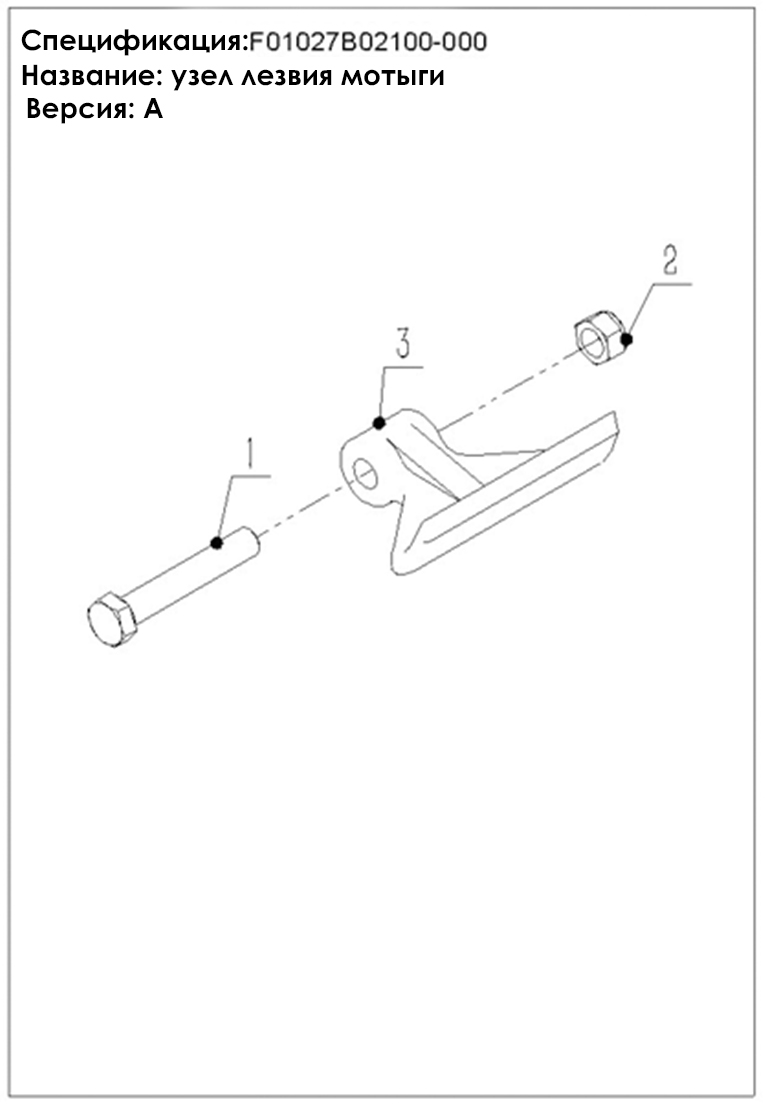 Спецификация:F01027B02100-000
Название: узел лезвия мотыги
Версия: А
2
3
1